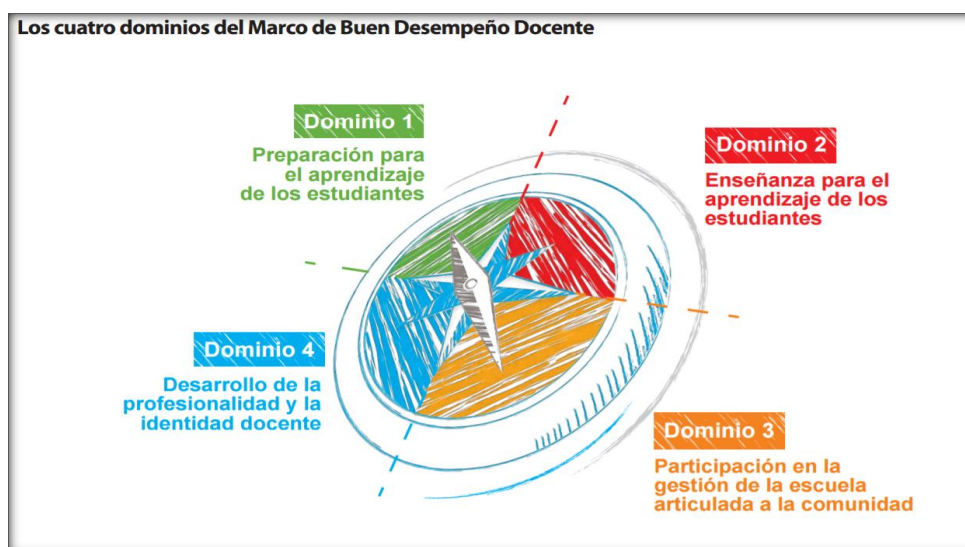 Los cuatro dominios del Marco de Buen Desempeño Docente
Dominio 1
Preparación para
el aprendizaje
de los estudiantes
Dominio 2
Enseñanza para el
aprendizaje de los
estudiantes
Dominio 4
Desarrollo de la
profesionalidad y la
identidad docente
Dominio 3
Participación en la
gestión de la escuela
articulada a la comunidad